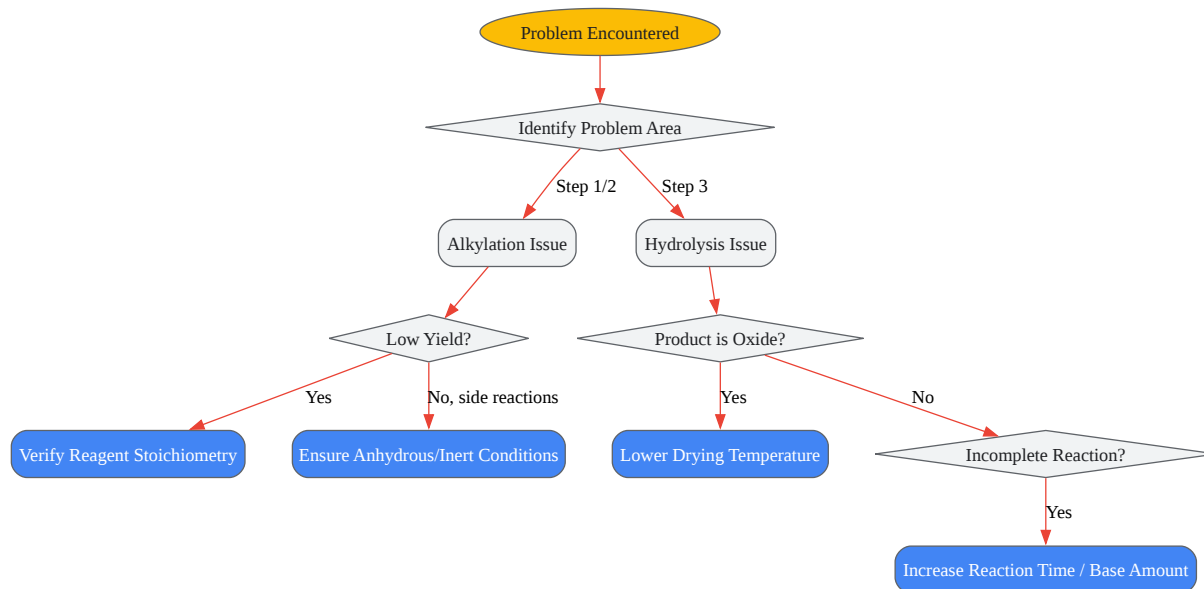 Problem Encountered
Identify Problem Area
Step 1/2
Step 3
Alkylation Issue
Hydrolysis Issue
Low Yield?
Product is Oxide?
Yes
No, side reactions
Yes
No
Verify Reagent Stoichiometry
Ensure Anhydrous/Inert Conditions
Lower Drying Temperature
Incomplete Reaction?
Yes
Increase Reaction Time / Base Amount